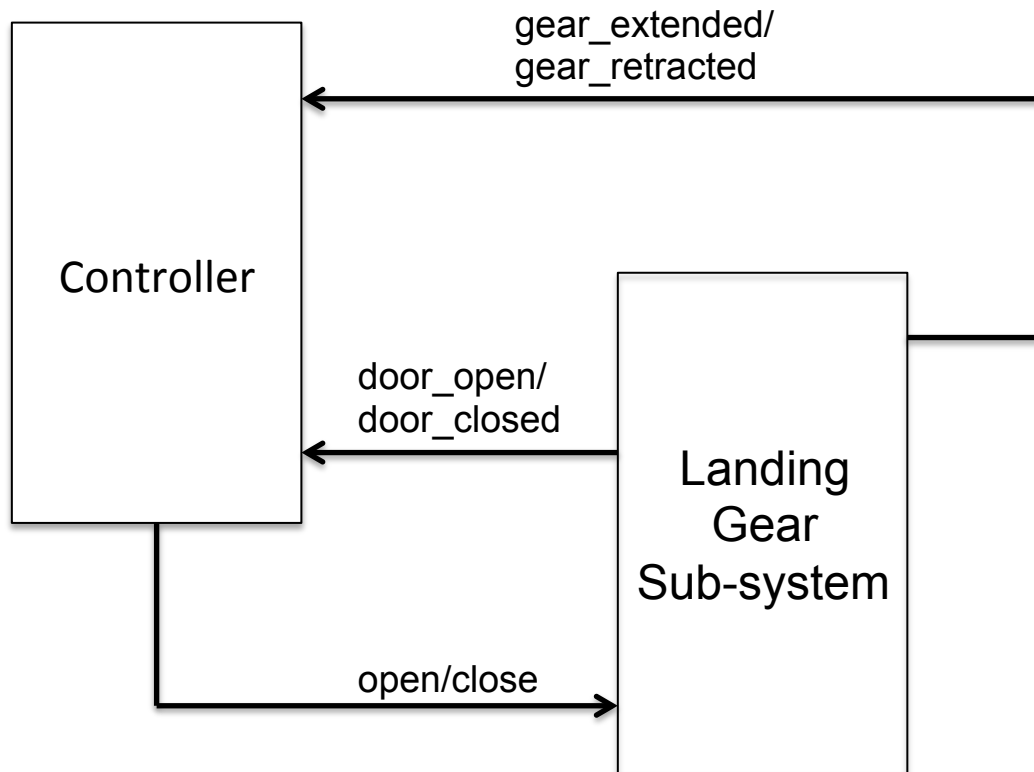 gear_extended/
gear_retracted
Controller
door_open/
door_closed
Landing
Gear
Sub-system
open/close